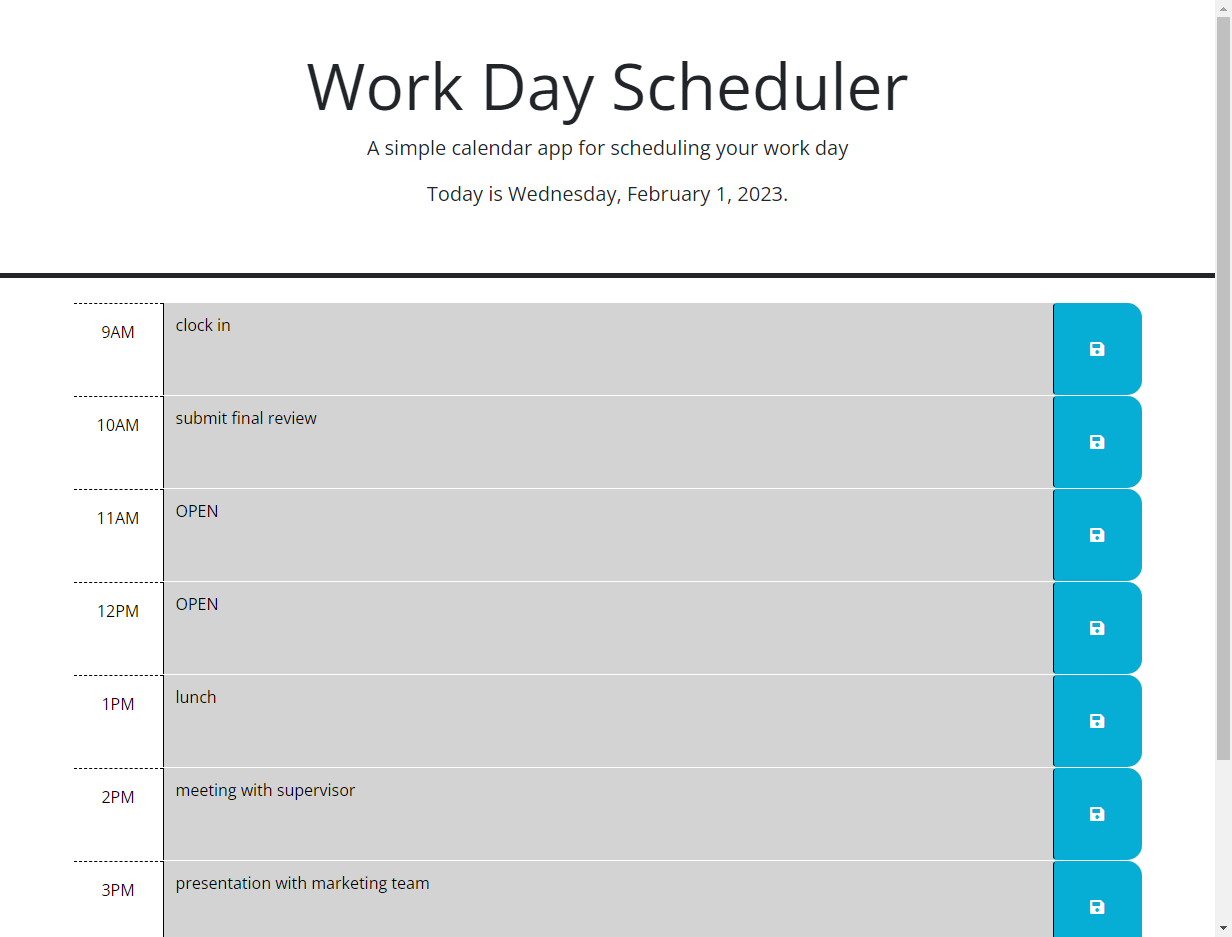 Work Day Scheduler
A simple calendar app for scheduling your work day
Today is Wednesday, February 1, 2023.
9AM clock in
10AM submit final review
11AM OPEN
12PM OPEN
1PM lunch
2PM meeting with supervisor
3PM presentation with marketing team